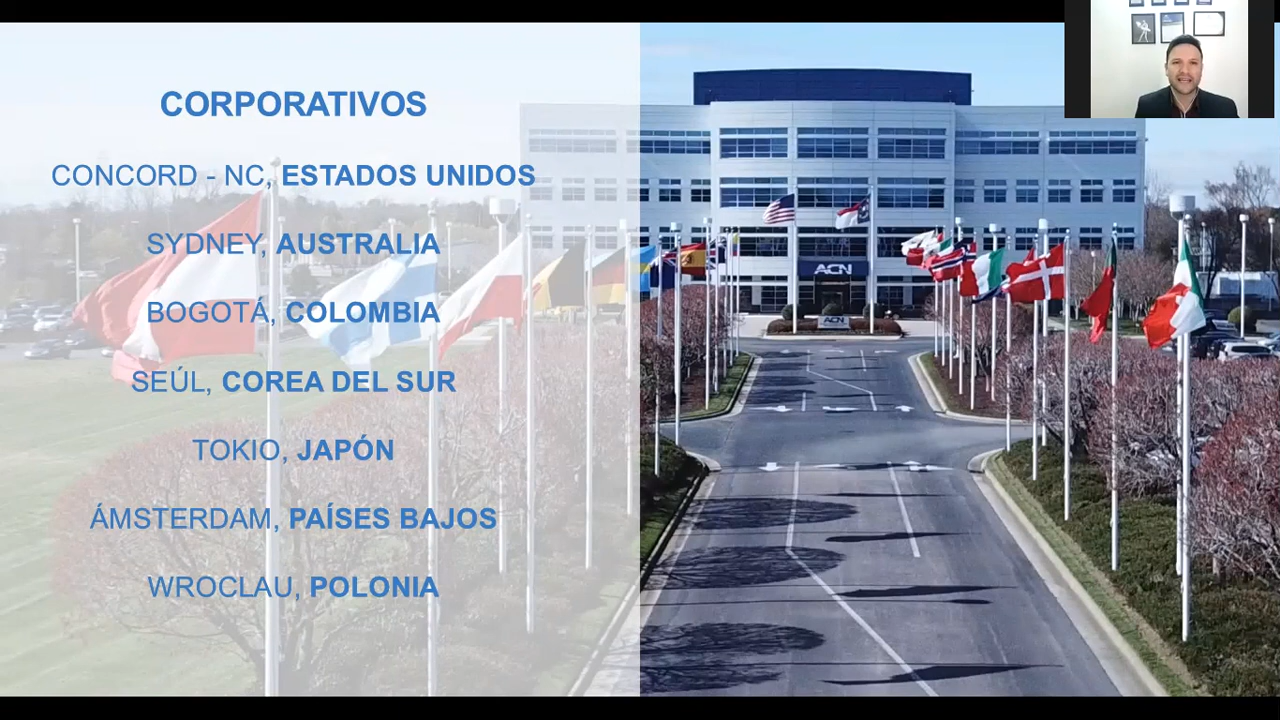 CORPORATIVOS
CONCORD - NC, ESTADOS UNIDOS
SYDNEY, AUSTRALIA
BOGOTÁ, COLOMBIA
SEÚL, COREA DEL SUR
TOKIO, JAPÓN
ÁMSTERDAM, PAÍSES BAJOS
WROCLAU, POLONIA
ACN
ACN